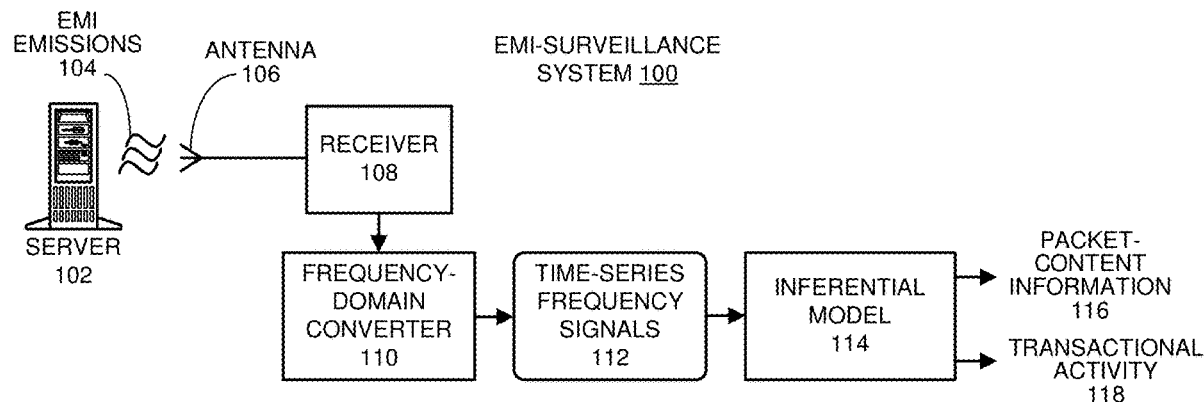 EMI
EMISSIONS
104
ANTENNA
106
EMI-SURVEILLANCE
SYSTEM 100
SERVER
102
RECEIVER
108
FREQUENCY-
DOMAIN
CONVERTER
110
TIME-SERIES
FREQUENCY
SIGNALS
112
INFERENTIAL
MODEL
114
PACKET-
CONTENT
INFORMATION
116
TRANSACTIONAL
ACTIVITY
118